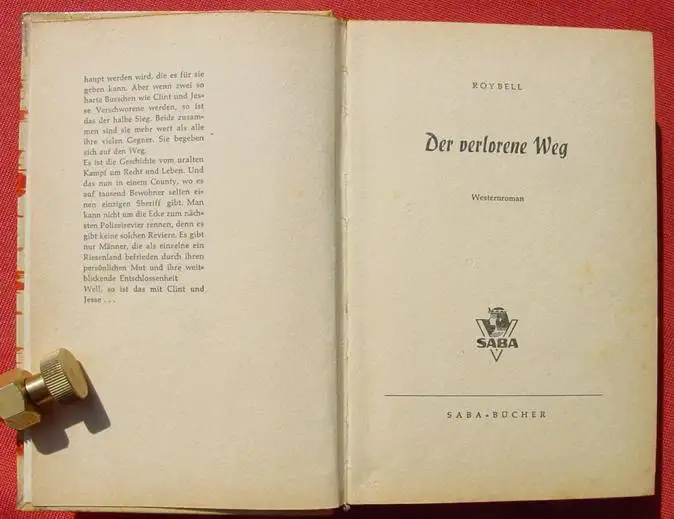 haupt werden wird, die es für sie
geben kann. Aber wenn zwei so
harte Burschen wie Clint und Jes-
se Verschworene werden, so ist
das der halbe Sieg. Beide zusam-
men sind sie mehr wert als alle
ihre vielen Gegner. Sie begeben
sich auf den Weg.
Es ist die Geschichte vom uralten
Kampf um Recht und Leben. Und
das nun in einem County, wo es
auf tausend Bewohner selten ei-
nen einzigen Sheriff gibt. Man
kann nicht um die Ecke zum näch-
sten Polizeirevier rennen, denn es
gibt keine solchen Reviere. Es gibt
nur Männer, die als einzelne ein
Riesenland befrieden durch ihren
persönlichen Mut und ihre weit-
blickende Entschlossenheit
Well, so ist das mit Clint und
Jesse . . .
ROYBELL
Der verlorene Weg
Westernroman
SABA
SABA-BÜCHER